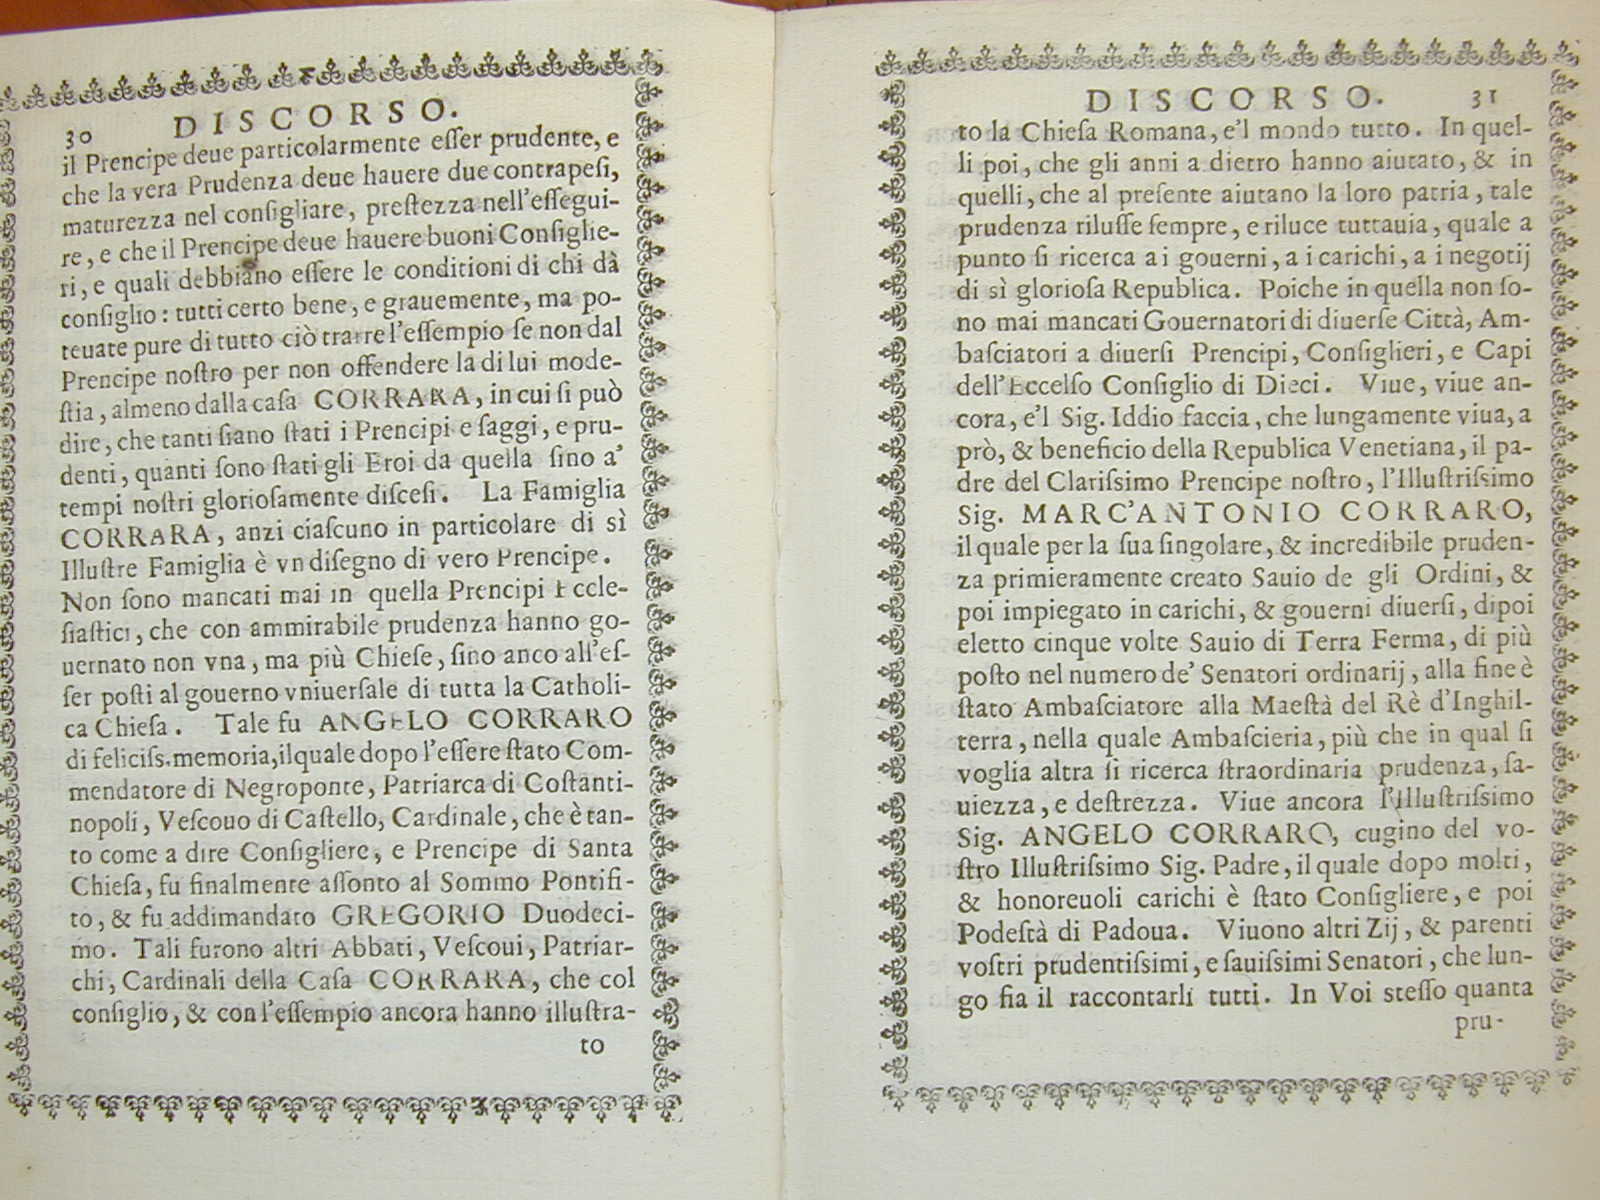 30 DISCORSO.
il Prencipe deue particolarmente eſſer prudente, e
che la vera Prudenza deue hauere due contrapeſi,
maturezza nel conſigliare, preſtezza nell'eſſegui-
re, e che il Prencipe deue hauere buoni Conſiglie-
ri, e quali debbiano eſſere le conditioni di chi dà
conſiglio: tutti certo bene, e grauemente, ma po-
teuate pure di tutto ciò trarre l'eſſempio ſe non dal
Prencipe noſtro per non offendere la di lui mode-
ſtia, almeno dalla caſa CORRARA, in cui ſi può
dire, che tanti ſiano ſtati i Prencipi e ſaggi, e pru-
denti, quanti ſono ſtati gli Eroi da quella ſino a'
tempi noſtri glorioſamente diſceſi. La Famiglia
CORRARA, anzi ciaſcuno in particolare di sì
Illuſtre Famiglia è vn diſegno di vero Prencipe.
Non ſono mancati mai in quella Prencipi Eccle-
ſiaſtici, che con ammirabile prudenza hanno go-
uernato non vna, ma più Chieſe, ſino anco all'eſ-
ſer poſti al gouerno vniuerſale di tutta la Catholi-
ca Chieſa. Tale fu ANGELO CORRARO
di feliciſs. memoria, il quale dopo l'eſſere ſtato Com-
mendatore di Negroponte, Patriarca di Coſtanti-
nopoli, Veſcouo di Caſtello, Cardinale, che è tan-
to come a dire Conſigliere, e Prencipe di Santa
Chieſa, fu finalmente aſſonto al Sommo Pontifi-
to, & fu addimandato GREGORIO Duodeci-
mo. Tali furono altri Abbati, Veſcoui, Patriar-
chi, Cardinali della Caſa CORRARA, che col
conſiglio, & con l'eſſempio ancora hanno illuſtra-
to
DISCORSO. 31
to la Chieſa Romana, e'l mondo tutto. In quel-
li poi, che gli anni a dietro hanno aiutato, & in
quelli, che al preſente aiutano la loro patria, tale
prudenza riluſſe ſempre, e riluce tuttauia, quale a
punto ſi ricerca a i gouerni, a i carichi, a i negotij
di sì glorioſa Republica. Poiche in quella non ſo-
no mai mancati Gouernatori di diuerſe Città, Am-
baſciatori a diuerſi Prencipi, Conſiglieri, e Capi
dell'Eccelſo Conſiglio di Dieci. Viue, viue an-
cora, e'l Sig. Iddio faccia, che lungamente viua, a
prò, & beneficio della Republica Venetiana, il pa-
dre del Clariſſimo Prencipe noſtro, l'Illuſtriſſimo
Sig. MARC'ANTONIO CORRARO,
il quale per la ſua ſingolare, & incredibile pruden-
za primieramente creato Sauio de gli Ordini, &
poi impiegato in carichi, & gouerni diuerſi, dipoi
eletto cinque volte Sauio di Terra Ferma, di più
poſto nel numero de' Senatori ordinarij, alla fine è
ſtato Ambaſciatore alla Maeſtà del Rè d'Inghil-
terra, nella quale Ambaſcieria, più che in qual ſi
voglia altra ſi ricerca ſtraordinaria prudenza, ſa-
uiezza, e deſtrezza. Viue ancora l'Illuſtriſſimo
Sig. ANGELO CORRARO, cugino del vo-
ſtro Illuſtriſſimo Sig. Padre, il quale dopo molti,
& honoreuoli carichi è ſtato Conſigliere, e poi
Podeſtà di Padoua. Viuono altri Zij, & parenti
voſtri prudentiſſimi, e ſauiſſimi Senatori, che lun-
go fia il raccontarli tutti. In Voi steſſo quanta
pru-